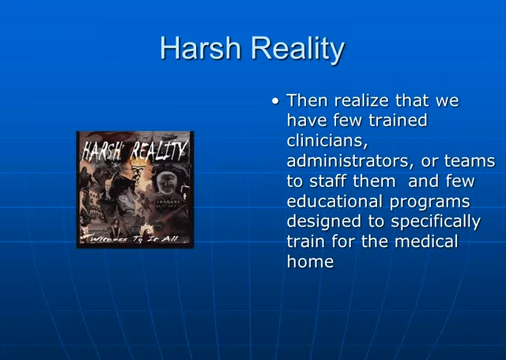 Harsh Reality
• Then realize that we
have few trained
clinicians,
administrators, or teams
to staff them and few
educational programs
designed to specifically
train for the medical
home
HARSH REALITY
Witness To It All